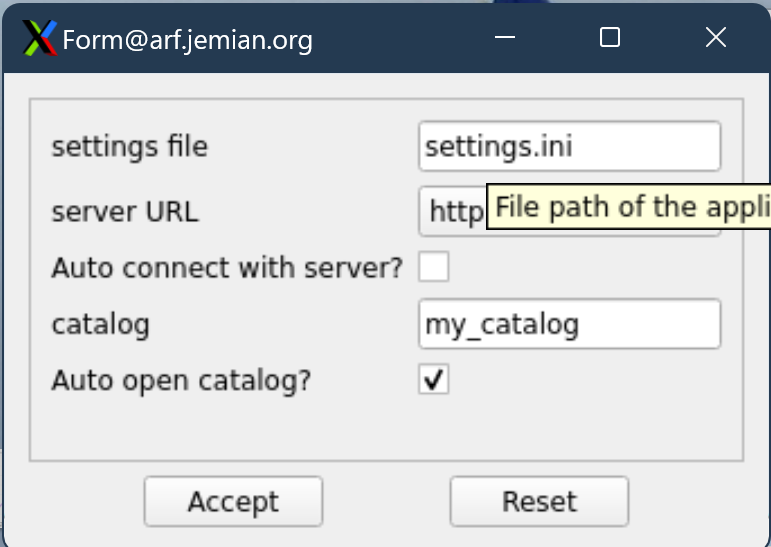 Form@arf.jemian.org
settings file settings.ini
File path of the appli
server URL http
Auto connect with server?
catalog my_catalog
Auto open catalog?
Accept Reset